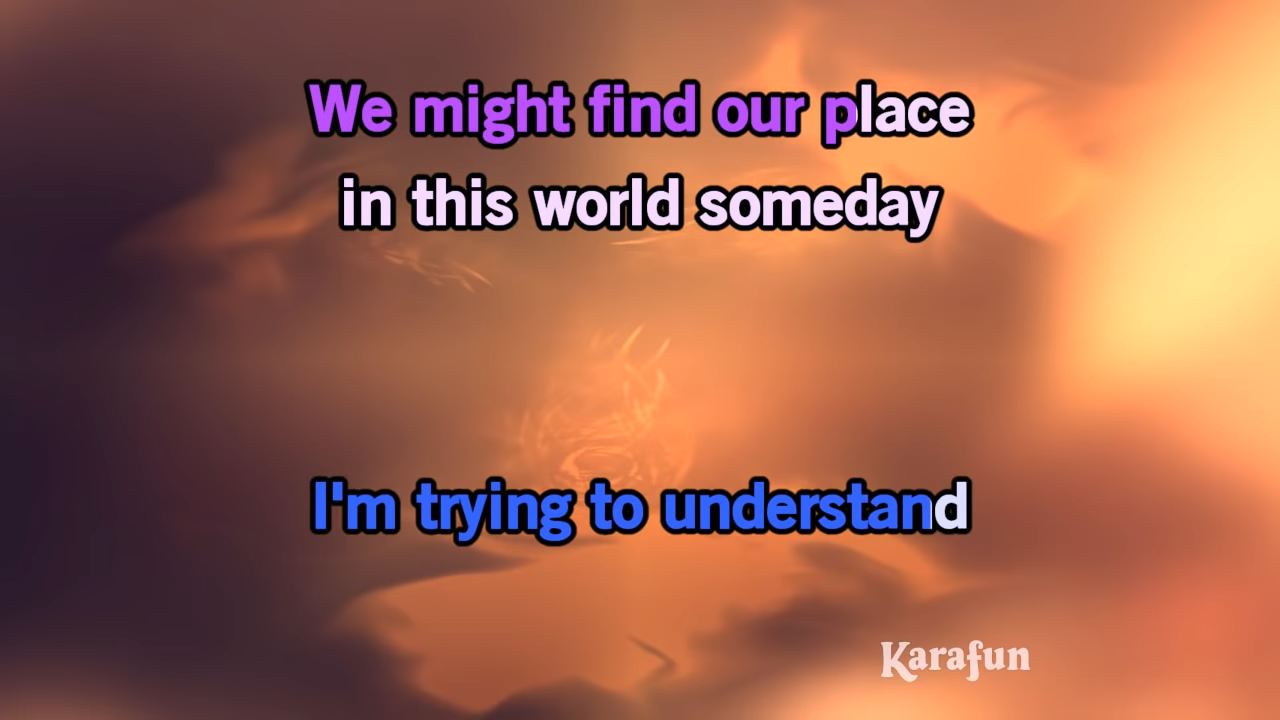 We might find our place
in this world someday
I'm trying to understand
Karafun